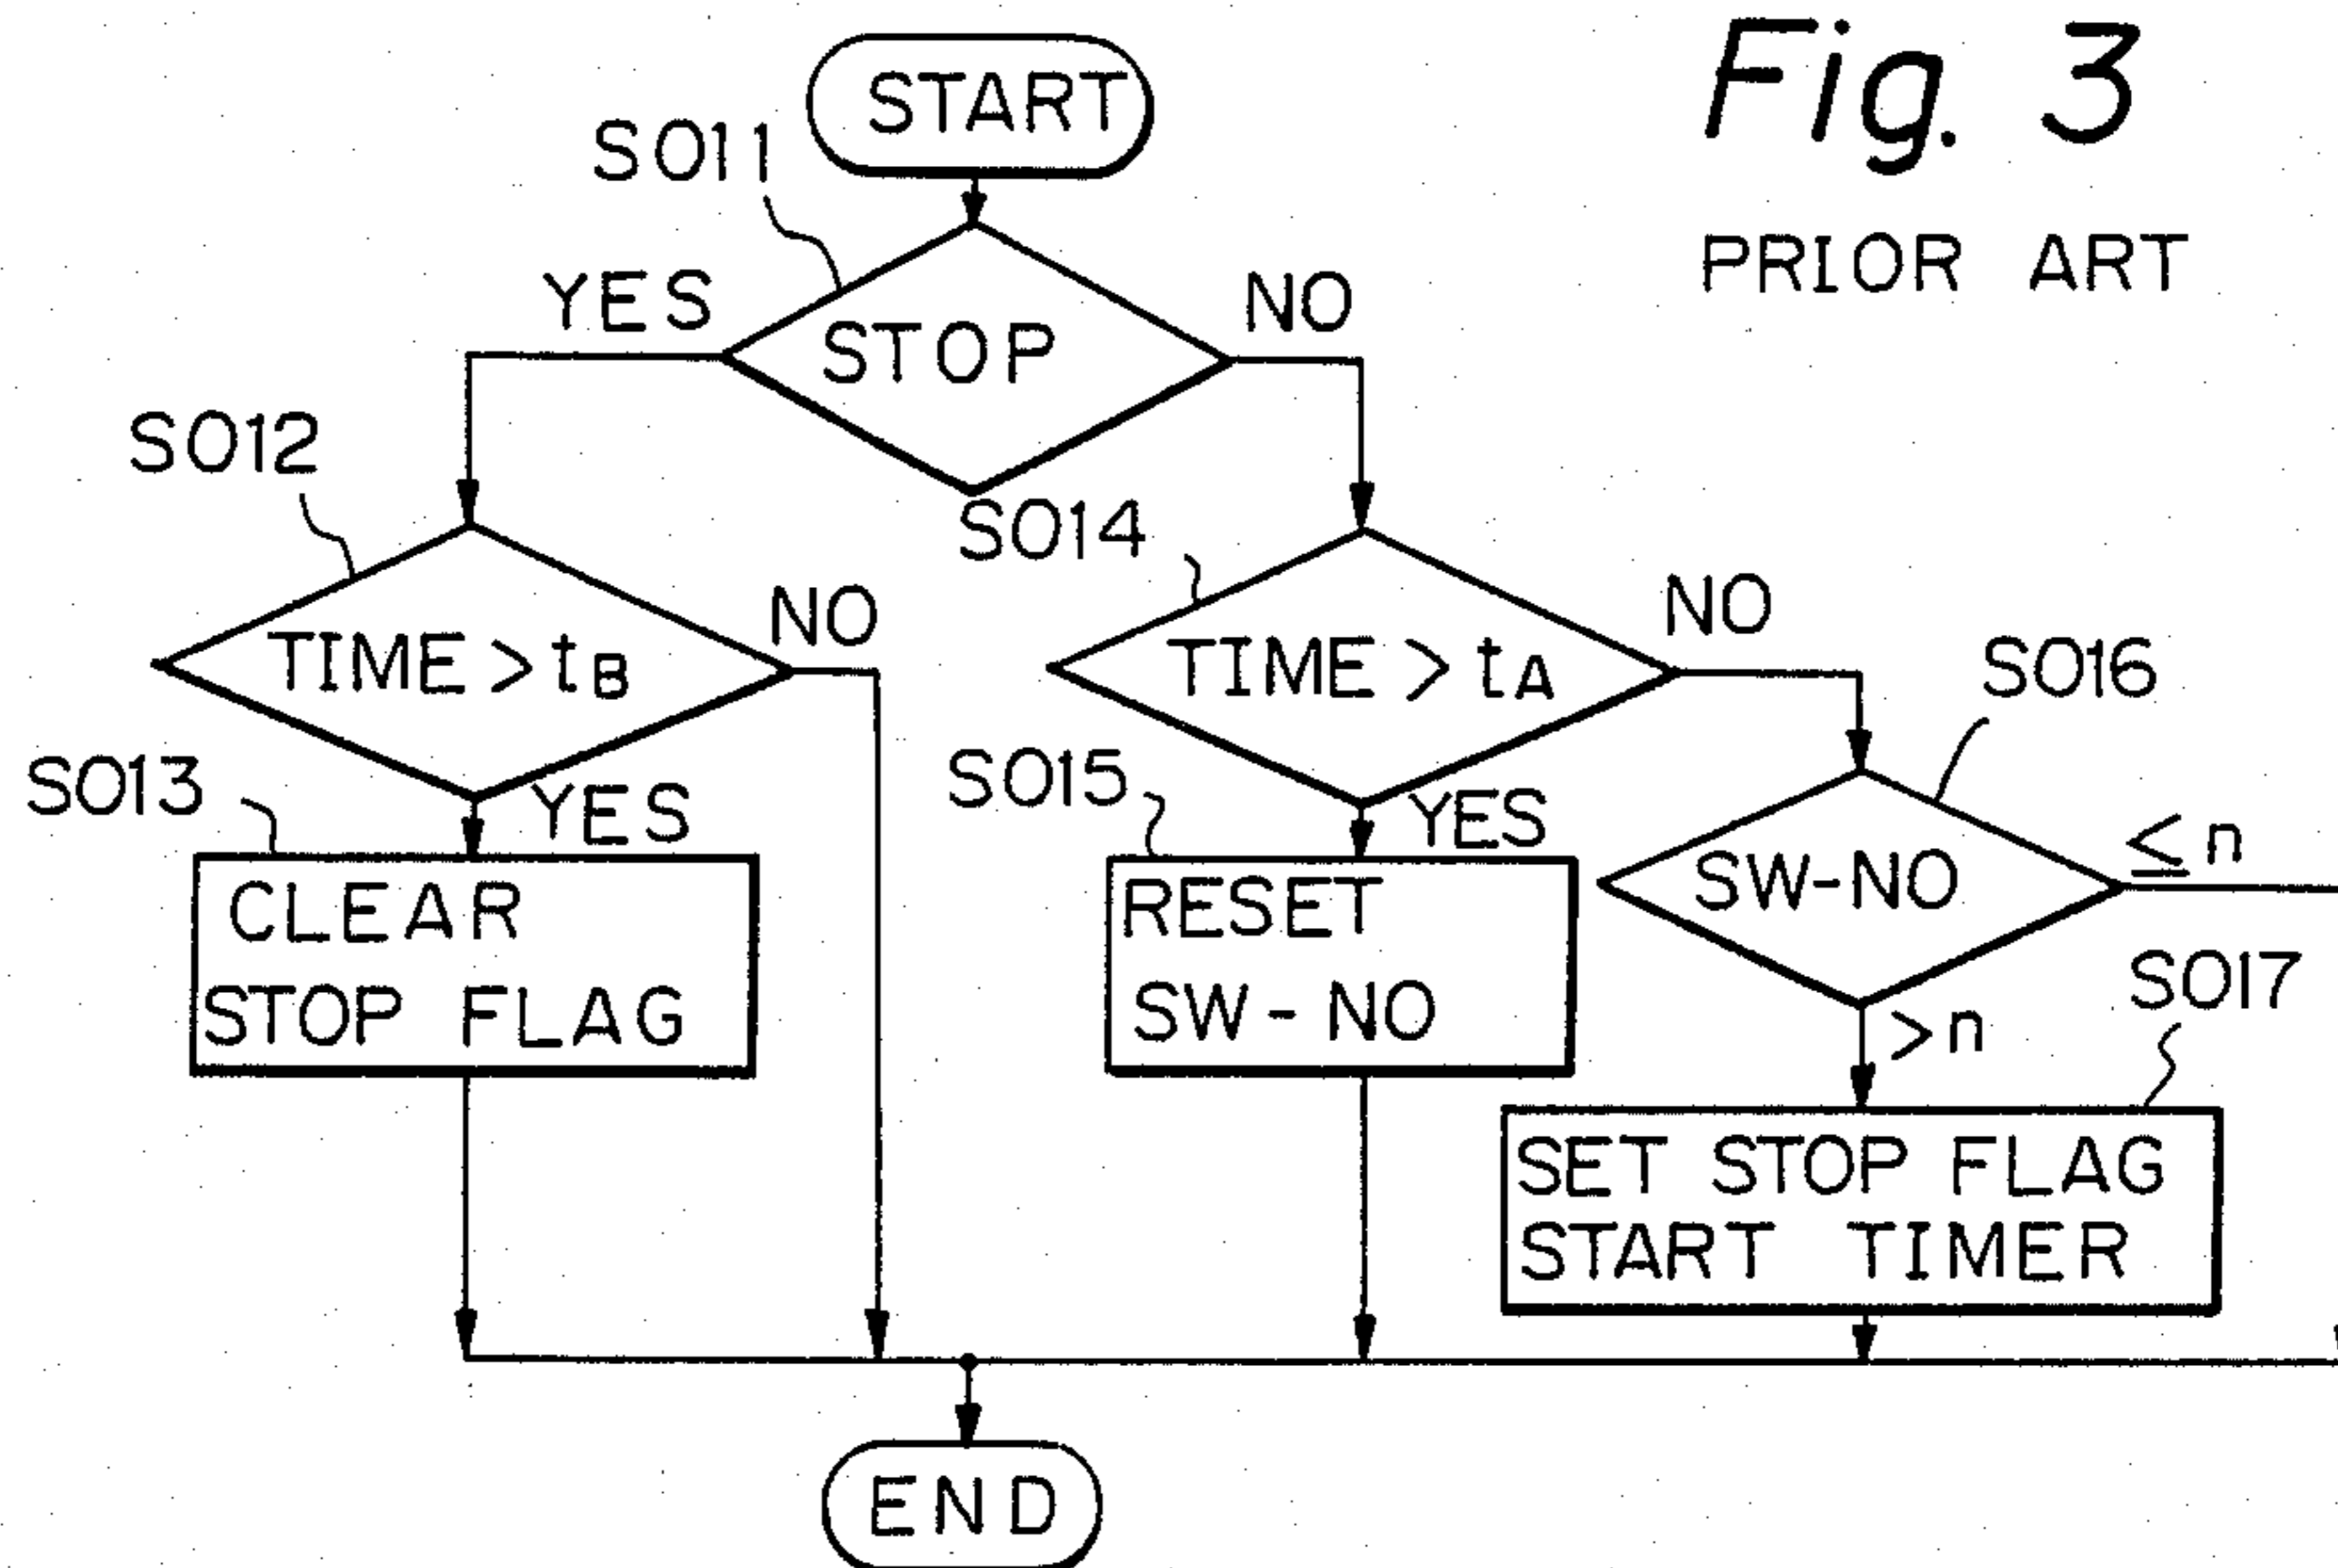 Fig. 3
PRIOR ART
START
S011
STOP
YES
NO
S012
TIME > tB
NO
YES
S013
CLEAR
STOP FLAG
S014
TIME > tA
NO
YES
S015
RESET
SW-NO
S016
SW-NO
≦ n
>n
S017
SET STOP FLAG
START TIMER
END